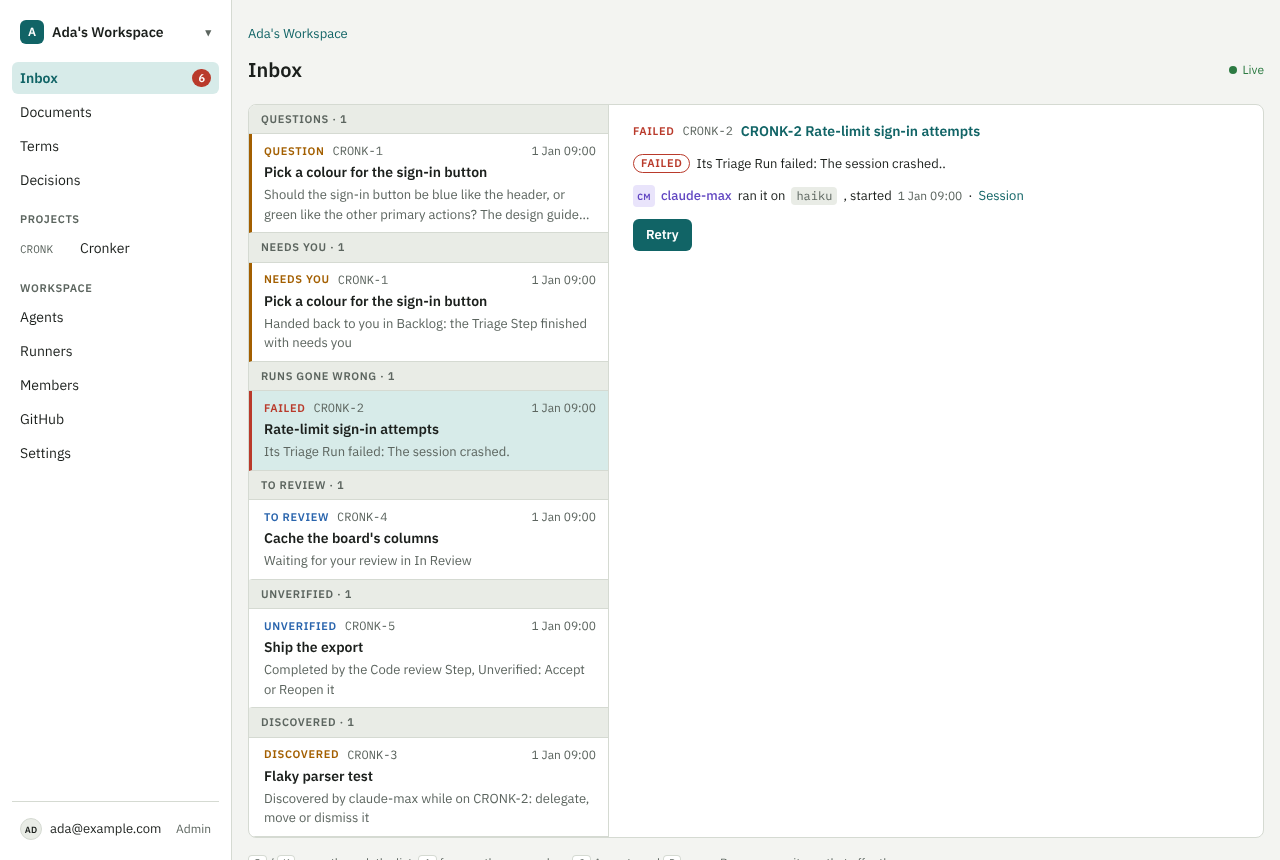 A Ada's Workspace ▾
Inbox 6
Documents
Terms
Decisions
PROJECTS
CRONK Cronker
WORKSPACE
Agents
Runners
Members
GitHub
Settings
AD ada@example.com Admin
Ada's Workspace
Inbox
Live
QUESTIONS · 1
QUESTION CRONK-1 1 Jan 09:00
Pick a colour for the sign-in button
Should the sign-in button be blue like the header, or
green like the other primary actions? The design guide…
NEEDS YOU · 1
NEEDS YOU CRONK-1 1 Jan 09:00
Pick a colour for the sign-in button
Handed back to you in Backlog: the Triage Step finished
with needs you
RUNS GONE WRONG · 1
FAILED CRONK-2 1 Jan 09:00
Rate-limit sign-in attempts
Its Triage Run failed: The session crashed.
TO REVIEW · 1
TO REVIEW CRONK-4 1 Jan 09:00
Cache the board's columns
Waiting for your review in In Review
UNVERIFIED · 1
UNVERIFIED CRONK-5 1 Jan 09:00
Ship the export
Completed by the Code review Step, Unverified: Accept
or Reopen it
DISCOVERED · 1
DISCOVERED CRONK-3 1 Jan 09:00
Flaky parser test
Discovered by claude-max while on CRONK-2: delegate,
move or dismiss it
FAILED CRONK-2 CRONK-2 Rate-limit sign-in attempts
FAILED Its Triage Run failed: The session crashed..
CM claude-max ran it on haiku , started 1 Jan 09:00 · Session
Retry